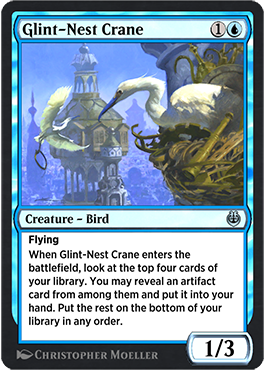 Glint-Nest Crane 1
Creature – Bird
Flying
When Glint-Nest Crane enters the
battlefield, look at the top four cards of
your library. You may reveal an artifact
card from among them and put it into your
hand. Put the rest on the bottom of your
library in any order.
1/3
Christopher Moeller